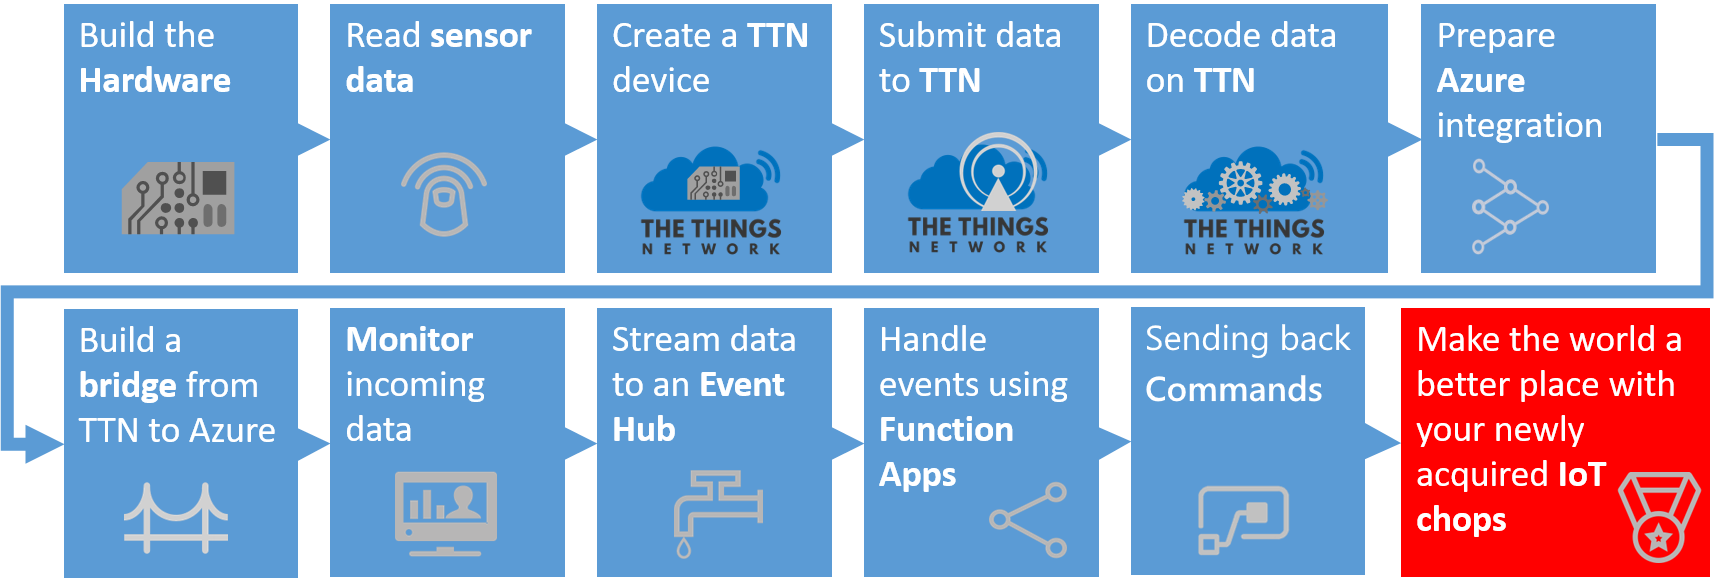 Build the
Hardware
Read sensor
data
Create a TTN
device
THE THINGS
NETWORK
Submit data
to TTN
THE THINGS
NETWORK
Decode data
on TTN
THE THINGS
NETWORK
Prepare
Azure
integration
Build a
bridge from
TTN to Azure
Monitor
incoming
data
Stream data
to an Event
Hub
Handle
events using
Function
Apps
Sending back
Commands
Make the world a
better place with
your newly
acquired IoT
chops